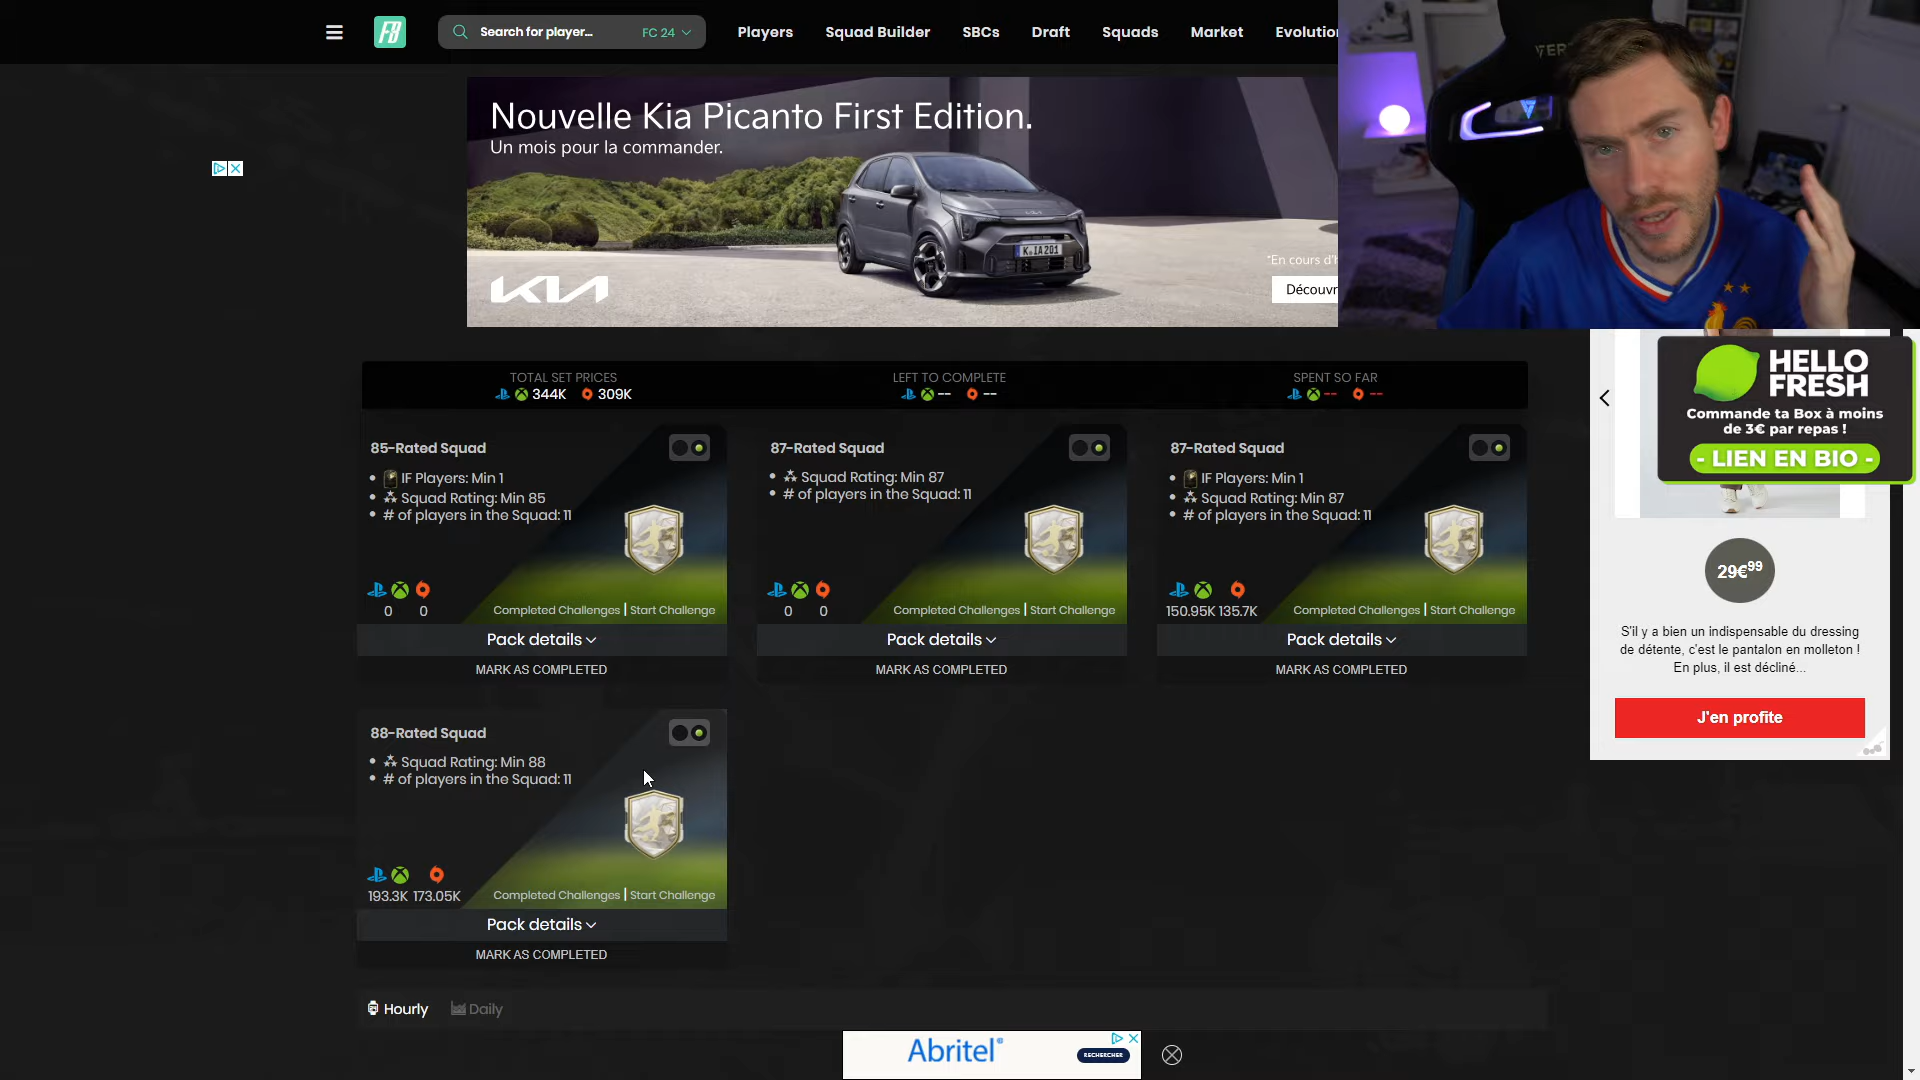 FB
Search for player...
FC 24
Players
Squad Builder
SBCs
Draft
Squads
Market
Nouvelle Kia Picanto First Edition.
Un mois pour la commander.
K·IA201
KIA
TOTAL SET PRICES
344K
309K
LEFT TO COMPLETE
--
--
SPENT SO FAR
--
--
85-Rated Squad
IF Players: Min 1
Squad Rating: Min 85
# of players in the Squad: 11
0
0
Completed Challenges | Start Challenge
Pack details
MARK AS COMPLETED
87-Rated Squad
Squad Rating: Min 87
# of players in the Squad: 11
0
0
Completed Challenges | Start Challenge
Pack details
MARK AS COMPLETED
87-Rated Squad
IF Players: Min 1
Squad Rating: Min 87
# of players in the Squad: 11
150.95K
135.7K
Completed Challenges | Start Challenge
Pack details
MARK AS COMPLETED
88-Rated Squad
Squad Rating: Min 88
# of players in the Squad: 11
193.3K
173.05K
Completed Challenges | Start Challenge
Pack details
MARK AS COMPLETED
Hourly
Daily
HELLO
FRESH
Commande ta Box à moins
de 3€ par repas !
- LIEN EN BIO -
29€99
S'il y a bien un indispensable du dressing
de détente, c'est le pantalon en molleton !
En plus, il est décliné...
J'en profite
Abritel®
RECHERCHER